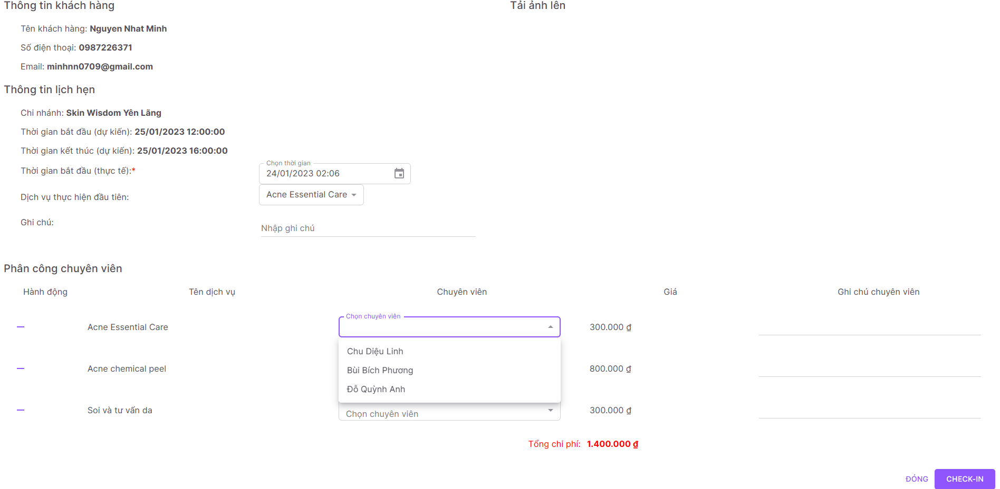 Thông tin khách hàng
Tải ảnh lên
Tên khách hàng: Nguyen Nhat Minh
Số điện thoại: 0987226371
Email: minhnn0709@gmail.com
Thông tin lịch hẹn
Chi nhánh: Skin Wisdom Yên Lãng
Thời gian bắt đầu (dự kiến): 25/01/2023 12:00:00
Thời gian kết thúc (dự kiến): 25/01/2023 16:00:00
Chọn thời gian
Thời gian bắt đầu (thực tế):* 24/01/2023 02:06
Dịch vụ thực hiện đầu tiên: Acne Essential Care
Ghi chú:
Nhập ghi chú
Phân công chuyên viên
Hành động Tên dịch vụ Chuyên viên Giá Ghi chú chuyên viên
Chọn chuyên viên
Acne Essential Care 300.000 ₫
Chu Diệu Linh
Acne chemical peel Bùi Bích Phương 800.000 ₫
Đỗ Quỳnh Anh
Soi và tư vấn da Chọn chuyên viên 300.000 ₫
Tổng chi phí: 1.400.000 ₫
ĐÓNG CHECK-IN